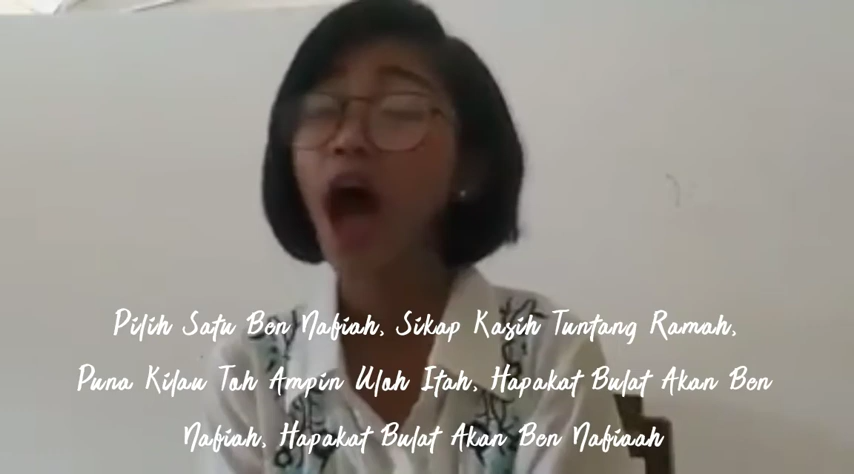 Pilih Satu Ben Nafiah, Sikap Kasih Tuntang Ramah,
Puna Kilau Toh Ampin Uloh Itah, Hapakat Bulat Akan Ben
Nafiah, Hapakat Bulat Akan Ben Nafiaah